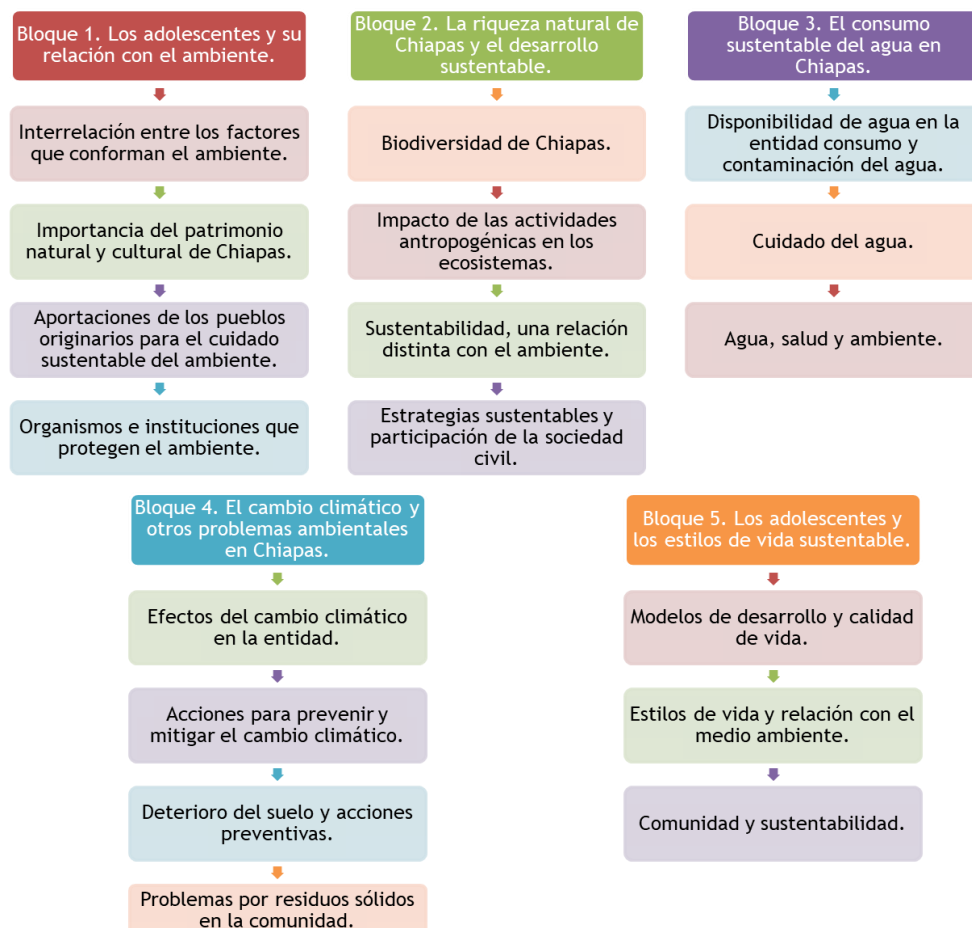 Bloque 1. Los adolescentes y su
relación con el ambiente.
Interrelación entre los factores
que conforman el ambiente.
Importancia del patrimonio
natural y cultural de Chiapas.
Aportaciones de los pueblos
originarios para el cuidado
sustentable del ambiente.
Organismos e instituciones que
protegen el ambiente.
Bloque 2. La riqueza natural de
Chiapas y el desarrollo
sustentable.
Biodiversidad de Chiapas.
Impacto de las actividades
antropogénicas en los
ecosistemas.
Sustentabilidad, una relación
distinta con el ambiente.
Estrategias sustentables y
participación de la sociedad
civil.
Bloque 3. El consumo
sustentable del agua en
Chiapas.
Disponibilidad de agua en la
entidad consumo y
contaminación del agua.
Cuidado del agua.
Agua, salud y ambiente.
Bloque 4. El cambio climático y
otros problemas ambientales
en Chiapas.
Efectos del cambio climático
en la entidad.
Acciones para prevenir y
mitigar el cambio climático.
Deterioro del suelo y acciones
preventivas.
Problemas por residuos sólidos
en la comunidad.
Bloque 5. Los adolescentes y
los estilos de vida sustentable.
Modelos de desarrollo y calidad
de vida.
Estilos de vida y relación con el
medio ambiente.
Comunidad y sustentabilidad.